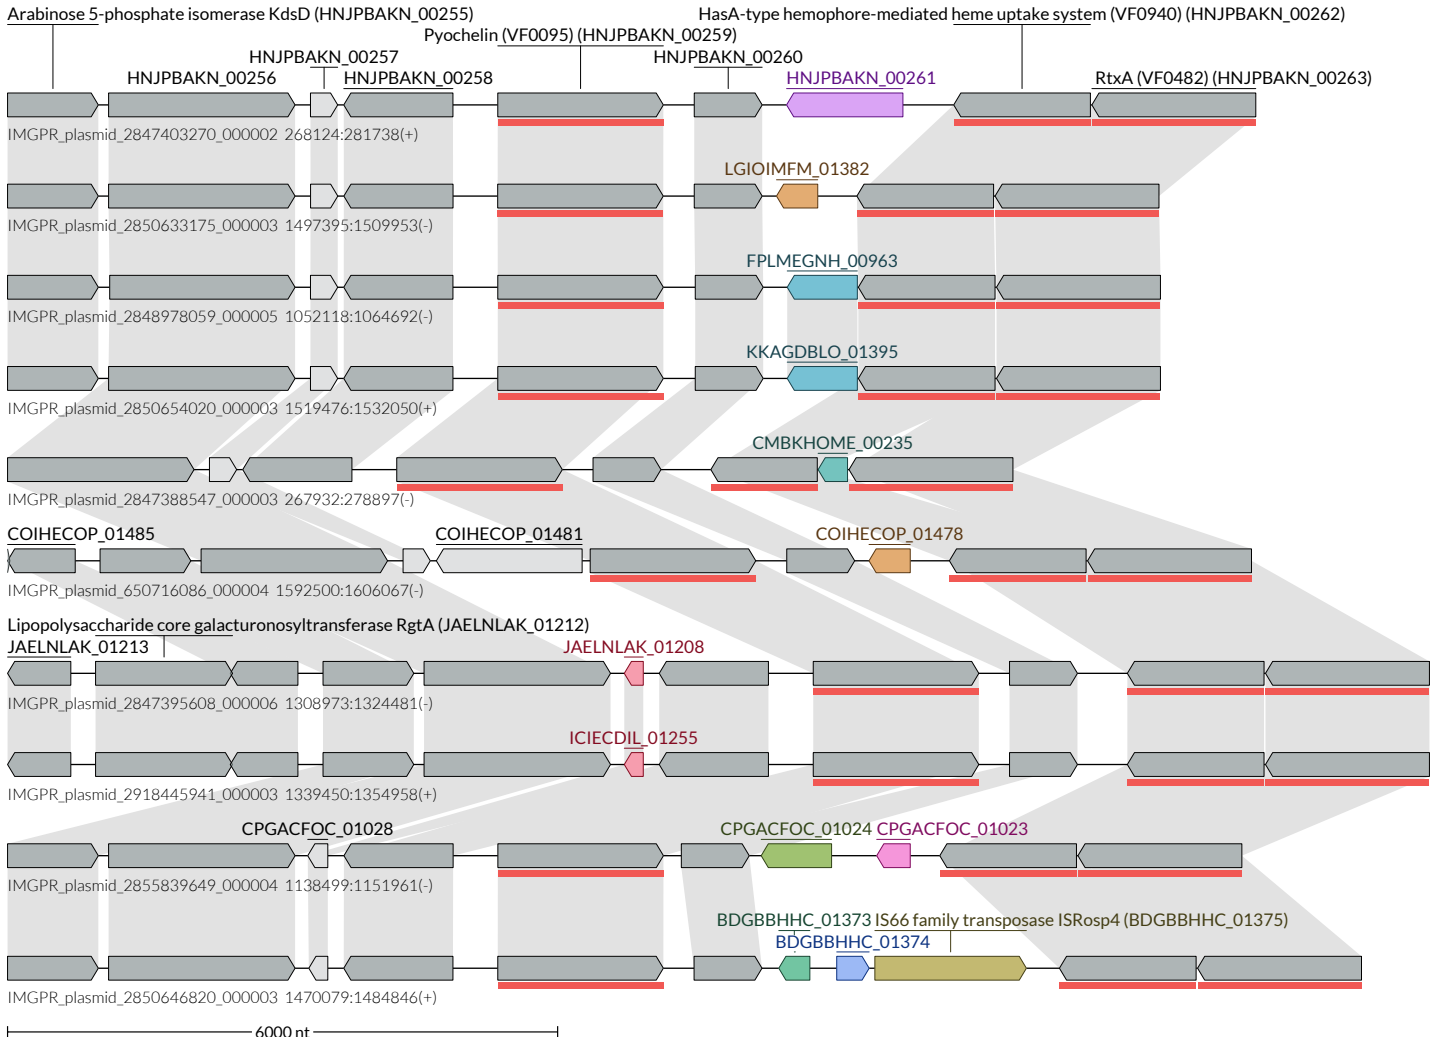 Arabinose 5-phosphate isomerase KdsD (HNJPBAKN_00255)
HasA-type hemophore-mediated heme uptake system (VF0940) (HNJPBAKN_00262)
Pyochelin (VF0095) (HNJPBAKN_00259)
HNJPBAKN_00257
HNJPBAKN_00260
HNJPBAKN_00256
HNJPBAKN_00258
HNJPBAKN_00261
RtxA (VF0482) (HNJPBAKN_00263)
IMGPR_plasmid_2847403270_000002 268124:281738(+)
LGIOIMFM_01382
IMGPR_plasmid_2850633175_000003 1497395:1509953(-)
FPLMEGNH_00963
IMGPR_plasmid_2848978059_000005 1052118:1064692(-)
KKAGDBLO_01395
IMGPR_plasmid_2850654020_000003 1519476:1532050(+)
CMBKHOME_00235
IMGPR_plasmid_2847388547_000003 267932:278897(-)
COIHECOP_01485
COIHECOP_01481
COIHECOP_01478
IMGPR_plasmid_650716086_000004 1592500:1606067(-)
Lipopolysaccharide core galacturonosyltransferase RgtA (JAELNLAK_01212)
JAELNLAK_01213
JAELNLAK_01208
IMGPR_plasmid_2847395608_000006 1308973:1324481(-)
ICIECDIL_01255
IMGPR_plasmid_2918445941_000003 1339450:1354958(+)
CPGACFOC_01028
CPGACFOC_01024
CPGACFOC_01023
IMGPR_plasmid_2855839649_000004 1138499:1151961(-)
BDGBBHHC_01373
IS66 family transposase ISRosp4 (BDGBBHHC_01375)
BDGBBHHC_01374
IMGPR_plasmid_2850646820_000003 1470079:1484846(+)
6000 nt